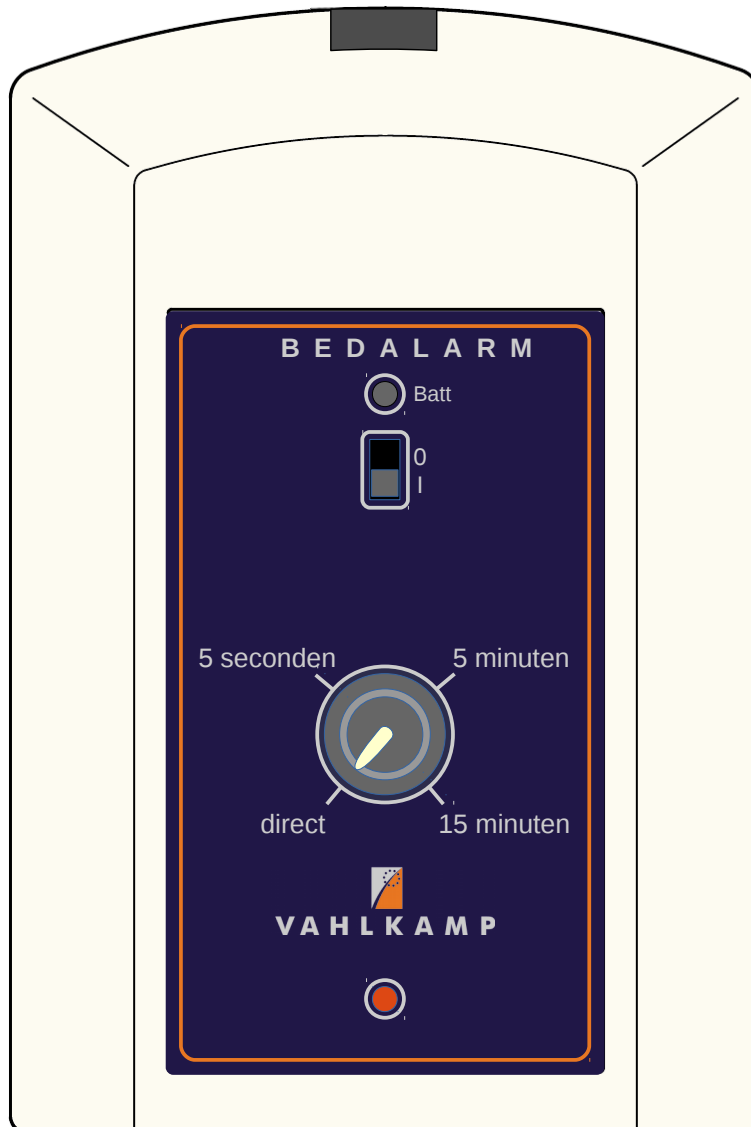 BEDALARM
Batt
0
I
5 seconden
5 minuten
direct
15 minuten
VAHLKAMP